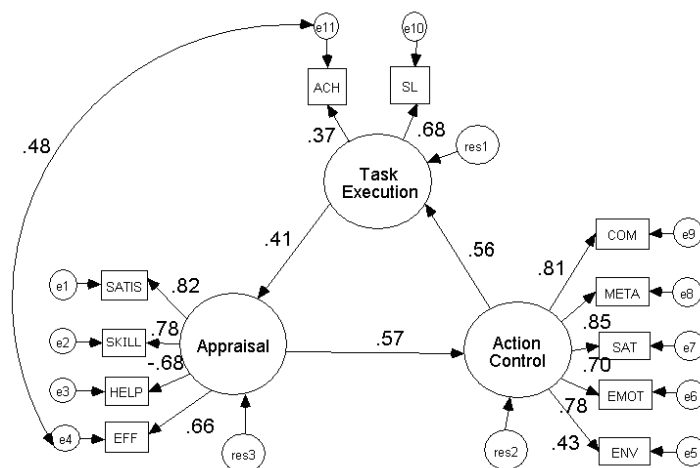 e11
e10
ACH
SL
.48
.37
.68
res1
Task
Execution
.41
.56
COM
e9
.81
META
e8
e1
SATIS
.82
.85
SAT
e7
e2
SKILL
.78
Appraisal
.57
Action
Control
.70
-.68
e3
HELP
EMOT
e6
.78
e4
EFF
.66
.43
ENV
e5
res3
res2